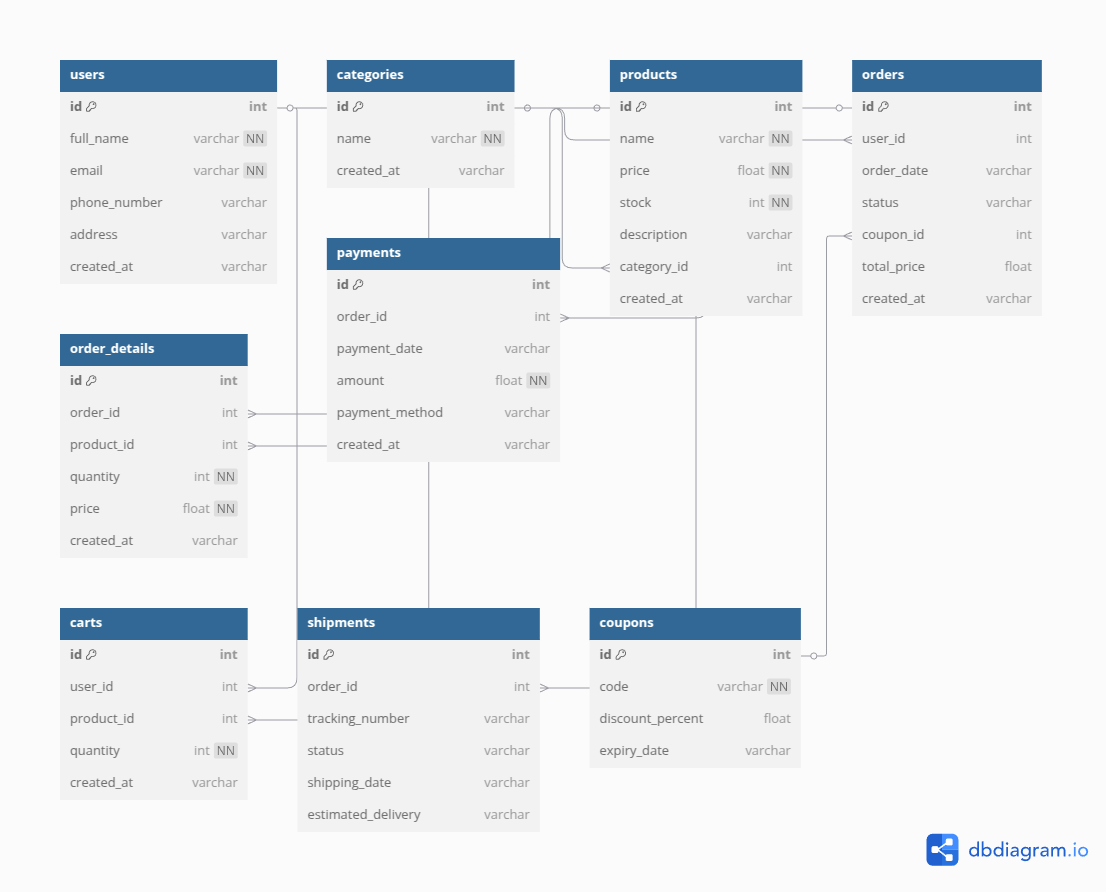 users
id int
full_name varchar NN
email varchar NN
phone_number varchar
address varchar
created_at varchar
categories
id int
name varchar NN
created_at varchar
products
id int
name varchar NN
price float NN
stock int NN
description varchar
category_id int
created_at varchar
orders
id int
user_id int
order_date varchar
status varchar
coupon_id int
total_price float
created_at varchar
payments
id int
order_id int
payment_date varchar
amount float NN
payment_method varchar
created_at varchar
order_details
id int
order_id int
product_id int
quantity int NN
price float NN
created_at varchar
carts
id int
user_id int
product_id int
quantity int NN
created_at varchar
shipments
id int
order_id int
tracking_number varchar
status varchar
shipping_date varchar
estimated_delivery varchar
coupons
id int
code varchar NN
discount_percent float
expiry_date varchar
dbdiagram.io